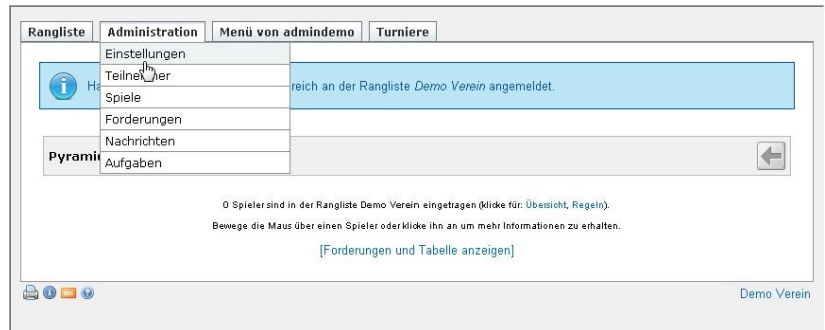 Rangliste Administration Menü von admindemo Turniere
Einstellungen
Teilnehmer
Ha reich an der Rangliste Demo Verein angemeldet.
Spiele
Forderungen
Nachrichten
Pyrami
Aufgaben
0 Spieler sind in der Rangliste Demo Verein eingetragen (klicke für: Übersicht, Regeln).
Bewege die Maus über einen Spieler oder klicke ihn an um mehr Informationen zu erhalten.
[Forderungen und Tabelle anzeigen]
Demo Verein